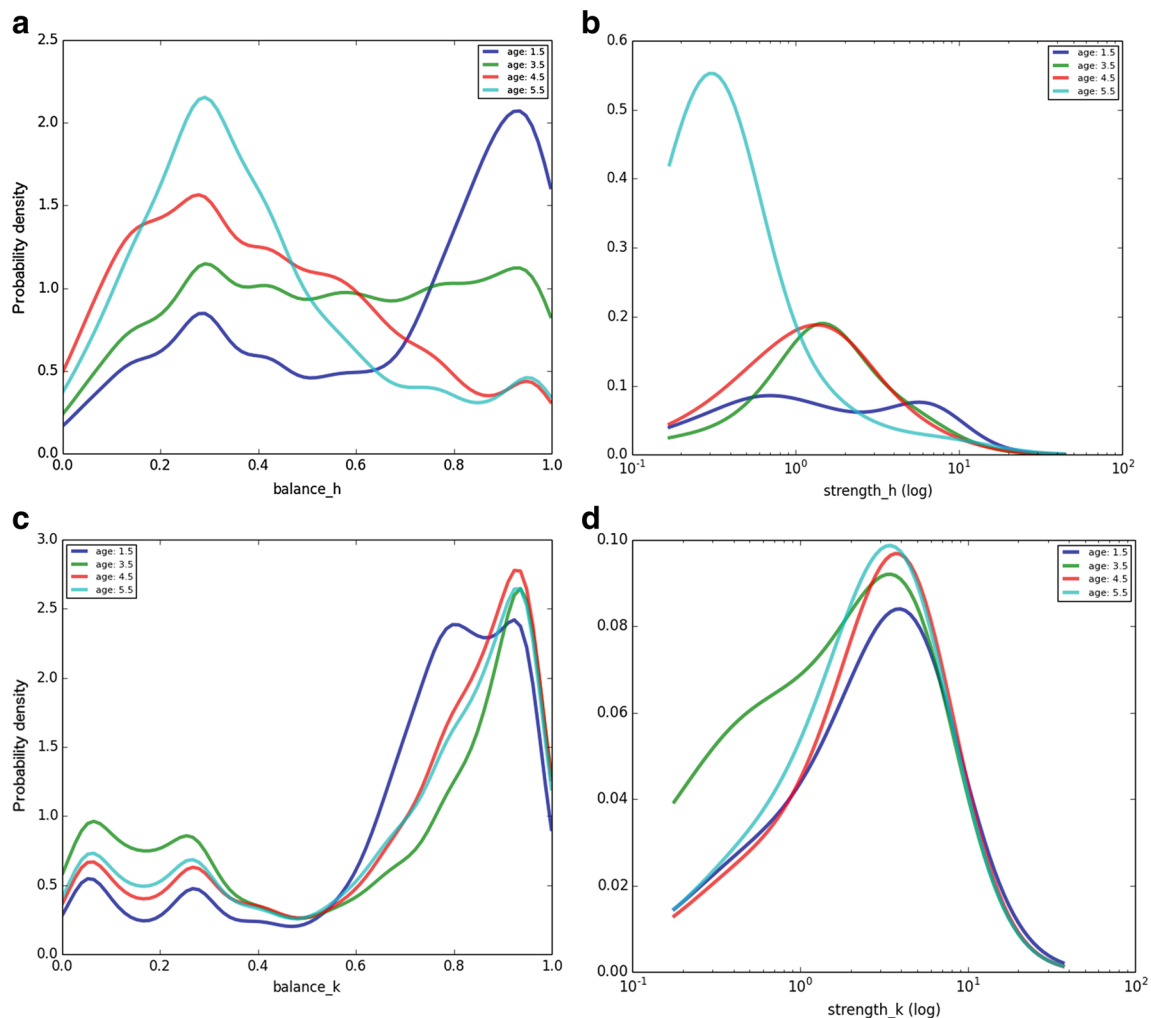 a
2.5
2.0
1.5
1.0
0.5
0.0
Probability density
0.0 0.2 0.4 0.6 0.8 1.0
balance_h
age: 1.5
age: 3.5
age: 4.5
age: 5.5
b
0.6
0.5
0.4
0.3
0.2
0.1
0.0
10-1 100 101 102
strength_h (log)
age: 1.5
age: 3.5
age: 4.5
age: 5.5
c
3.0
2.5
2.0
1.5
1.0
0.5
0.0
Probability density
0.0 0.2 0.4 0.6 0.8 1.0
balance_k
age: 1.5
age: 3.5
age: 4.5
age: 5.5
d
0.10
0.08
0.06
0.04
0.02
0.00
10-1 100 101 102
strength_k (log)
age: 1.5
age: 3.5
age: 4.5
age: 5.5